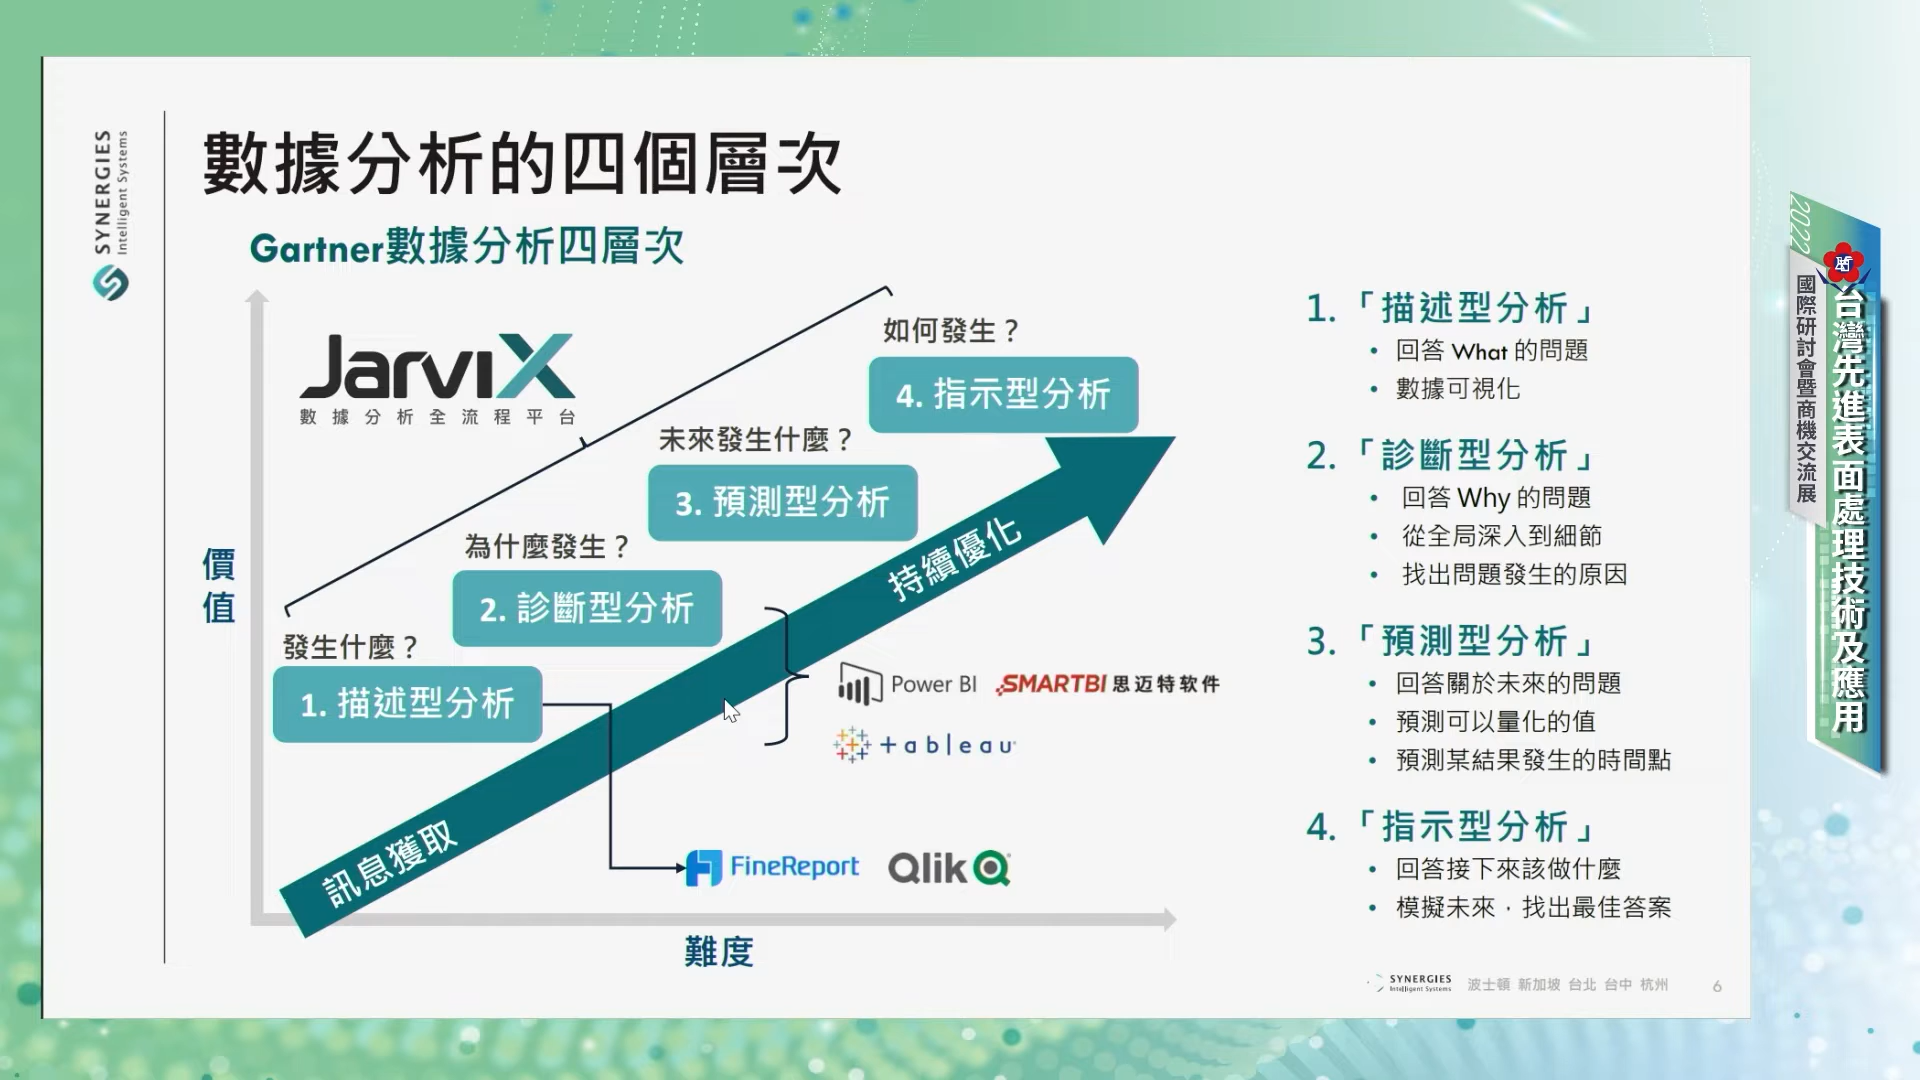 SYNERGIES
Intelligent Systems
數據分析的四個層次
Gartner數據分析四層次
JarviX
數據分析全流程平台
如何發生？
4. 指示型分析
未來發生什麼？
3. 預測型分析
為什麼發生？
2. 診斷型分析
發生什麼？
1. 描述型分析
價值
難度
訊息獲取
持續優化
Power BI
SMARTBI 思迈特软件
+ableau
FineReport
Qlik
1. 「描述型分析」
• 回答 What 的問題
• 數據可視化
2. 「診斷型分析」
• 回答 Why 的問題
• 從全局深入到細節
• 找出問題發生的原因
3. 「預測型分析」
• 回答關於未來的問題
• 預測可以量化的值
• 預測某結果發生的時間點
4. 「指示型分析」
• 回答接下來該做什麼
• 模擬未來，找出最佳答案
SYNERGIES
Intelligent Systems
波士頓 新加坡 台北 台中 杭州
6
2022
台灣先進表面處理技術及應用
國際研討會暨商機交流展